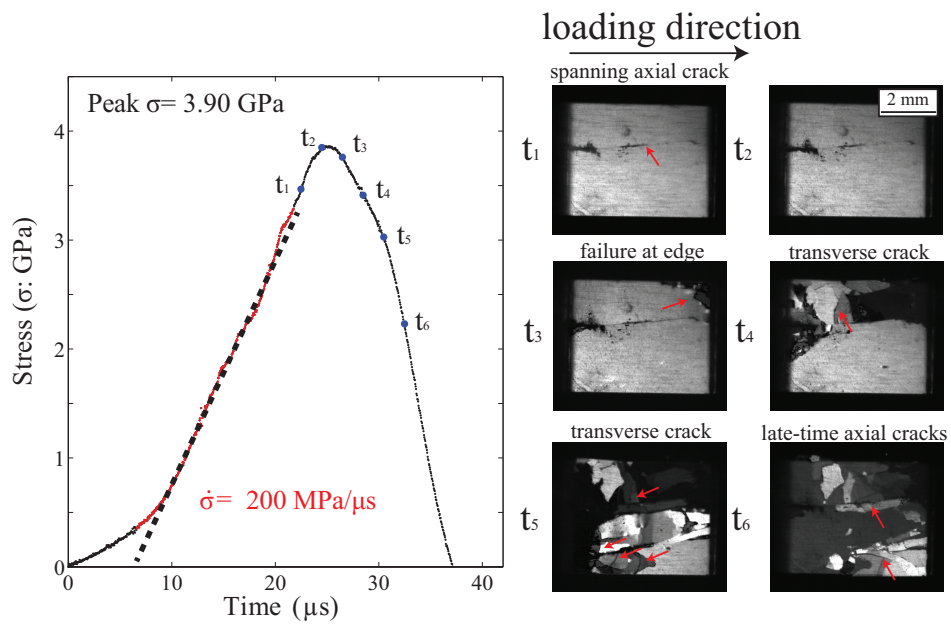 loading direction
Peak σ= 3.90 GPa
spanning axial crack
2 mm
t1
t2
failure at edge
transverse crack
t3
t4
transverse crack
late-time axial cracks
t5
t6
Stress (σ: GPa)
4
3
2
1
0
t1
t2
t3
t4
t5
t6
σ̇= 200 MPa/μs
0
10
20
30
40
Time (μs)